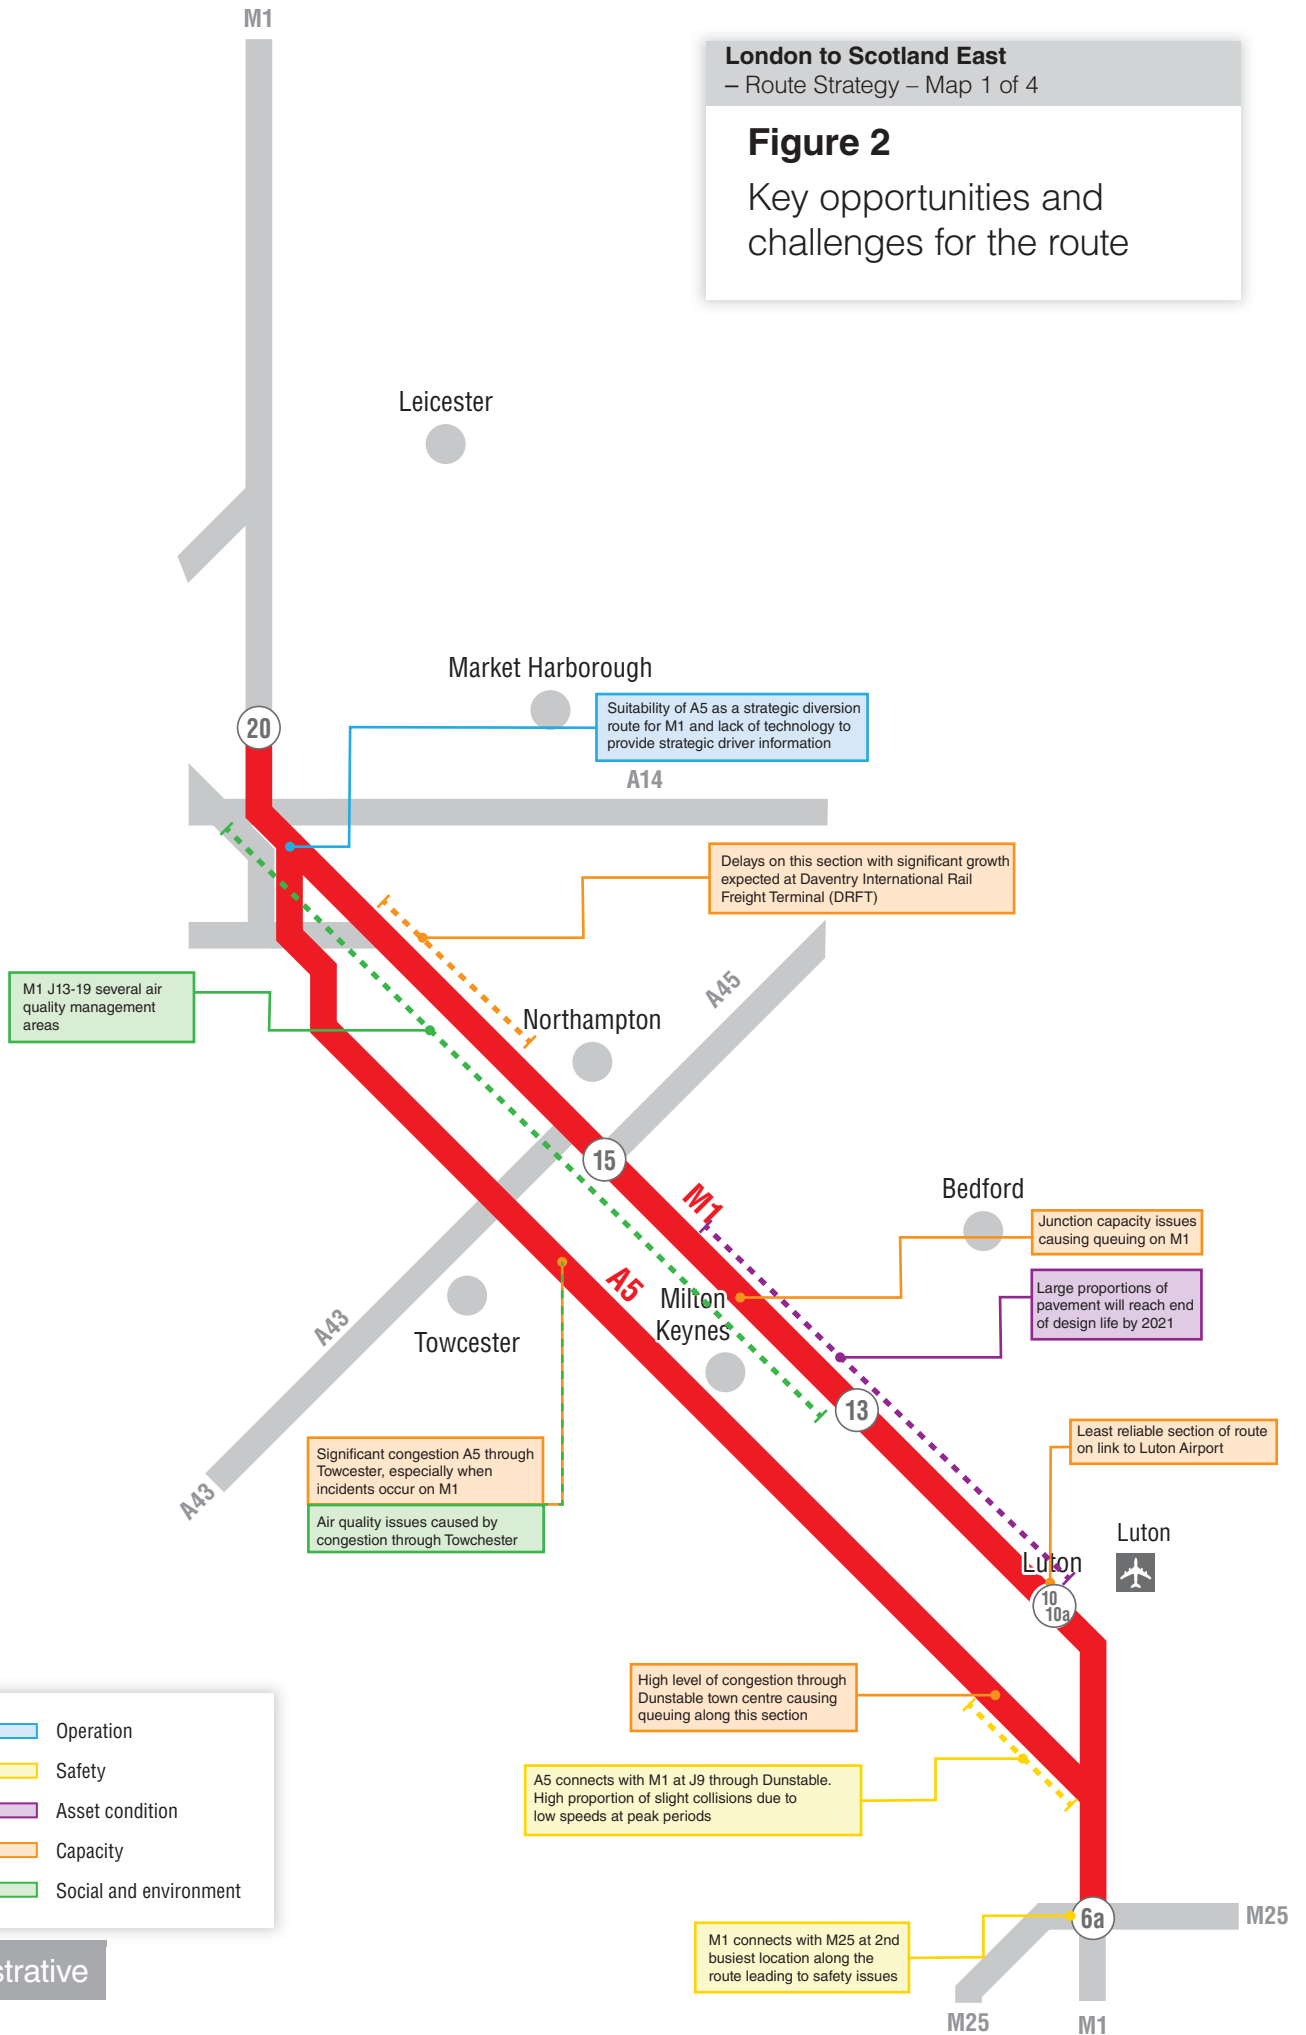 M1
London to Scotland East
– Route Strategy – Map 1 of 4
Figure 2
Key opportunities and
challenges for the route
Leicester
Market Harborough
20
Suitability of A5 as a strategic diversion
route for M1 and lack of technology to
provide strategic driver information
A14
Delays on this section with significant growth
expected at Daventry International Rail
Freight Terminal (DRFT)
M1 J13-19 several air
quality management
areas
A45
Northampton
15
M1
Bedford
Junction capacity issues
causing queuing on M1
A5
Milton
Keynes
Large proportions of
pavement will reach end
of design life by 2021
A43
Towcester
13
Significant congestion A5 through
Towcester, especially when
incidents occur on M1
Air quality issues caused by
congestion through Towchester
A43
Least reliable section of route
on link to Luton Airport
Luton
Luton
10
10a
High level of congestion through
Dunstable town centre causing
queuing along this section
A5 connects with M1 at J9 through Dunstable.
High proportion of slight collisions due to
low speeds at peak periods
Operation
Safety
Asset condition
Capacity
Social and environment
6a
M25
M1 connects with M25 at 2nd
busiest location along the
route leading to safety issues
strative
M25
M1